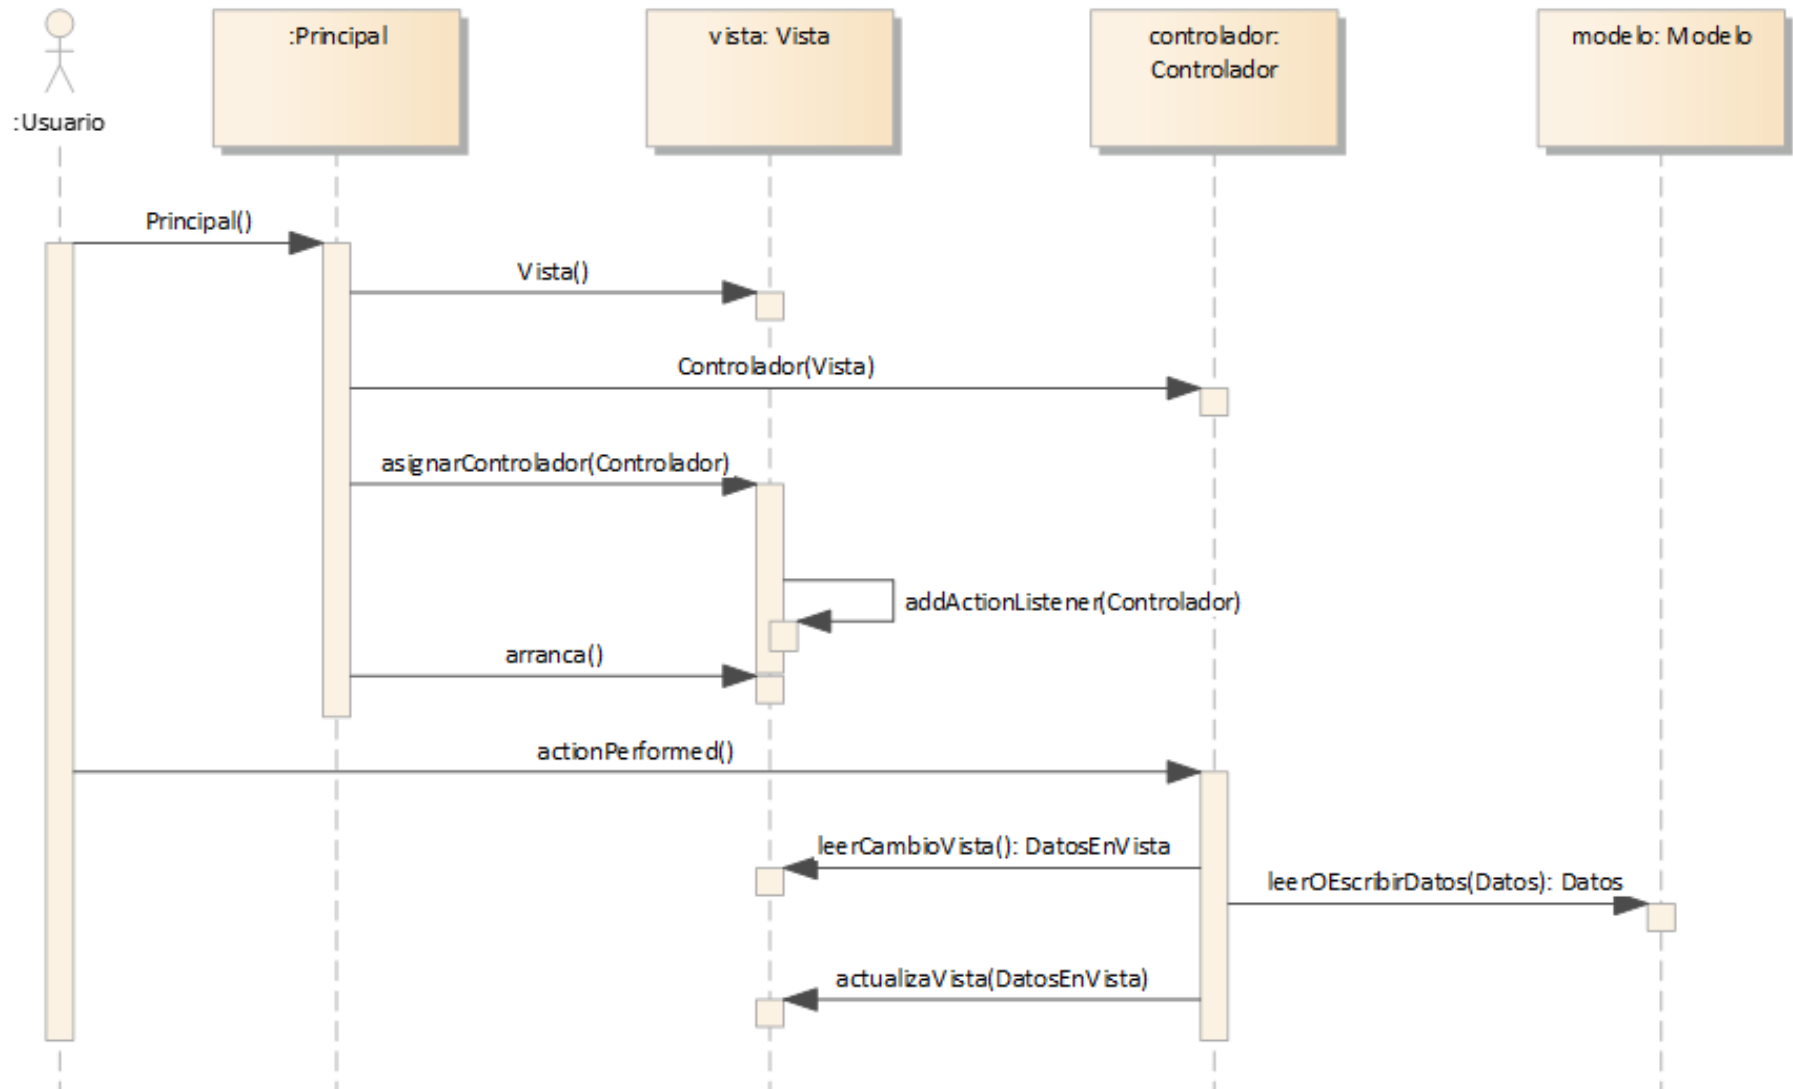 :Usuario
:Principal
vista: Vista
controlador:
Controlador
modelo: Modelo
Principal()
Vista()
Controlador(Vista)
asignarControlador(Controlador)
addActionListener(Controlador)
arranca()
actionPerformed()
leerCambioVista(): DatosEnVista
leerOEscribirDatos(Datos): Datos
actualizaVista(DatosEnVista)